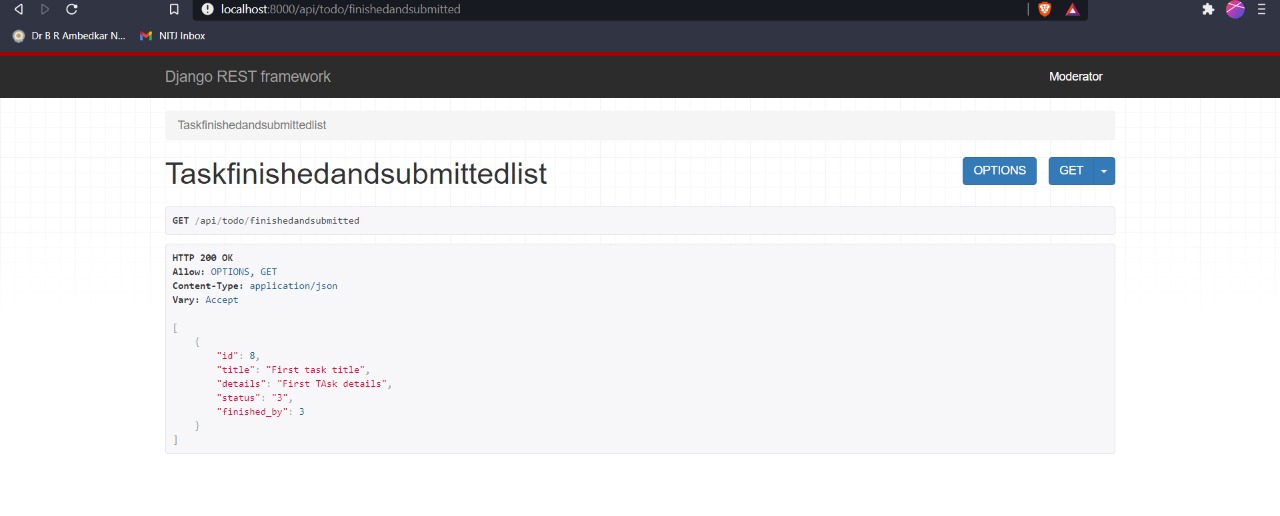 localhost:8000/api/todo/finishedandsubmitted
Dr B R Ambedkar N... NITJ Inbox
Django REST framework Moderator
Taskfinishedandsubmittedlist
Taskfinishedandsubmittedlist OPTIONS GET
GET /api/todo/finishedandsubmitted
HTTP 200 OK
Allow: OPTIONS, GET
Content-Type: application/json
Vary: Accept
[
{
"id": 8,
"title": "First task title",
"details": "First TAsk details",
"status": "3",
"finished_by": 3
}
]